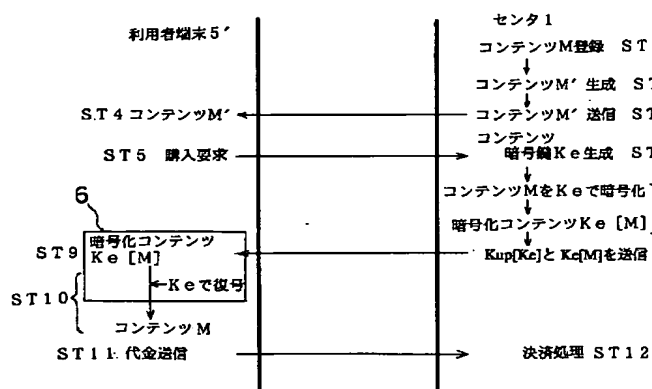 利用者端末5′
センタ1
コンテンツM登録 ST
コンテンツM′生成 ST
ST4 コンテンツM′
コンテンツM′送信 ST
ST5 購入要求
コンテンツ
暗号鍵Ke生成 ST
コンテンツMをKeで暗号化
暗号化コンテンツKe[M]
6
暗号化コンテンツ
Ke[M]
ST9
Kup[Ke]とKe[M]を送信
ST10
Keで復号
コンテンツM
ST11 代金送信
決済処理 ST12